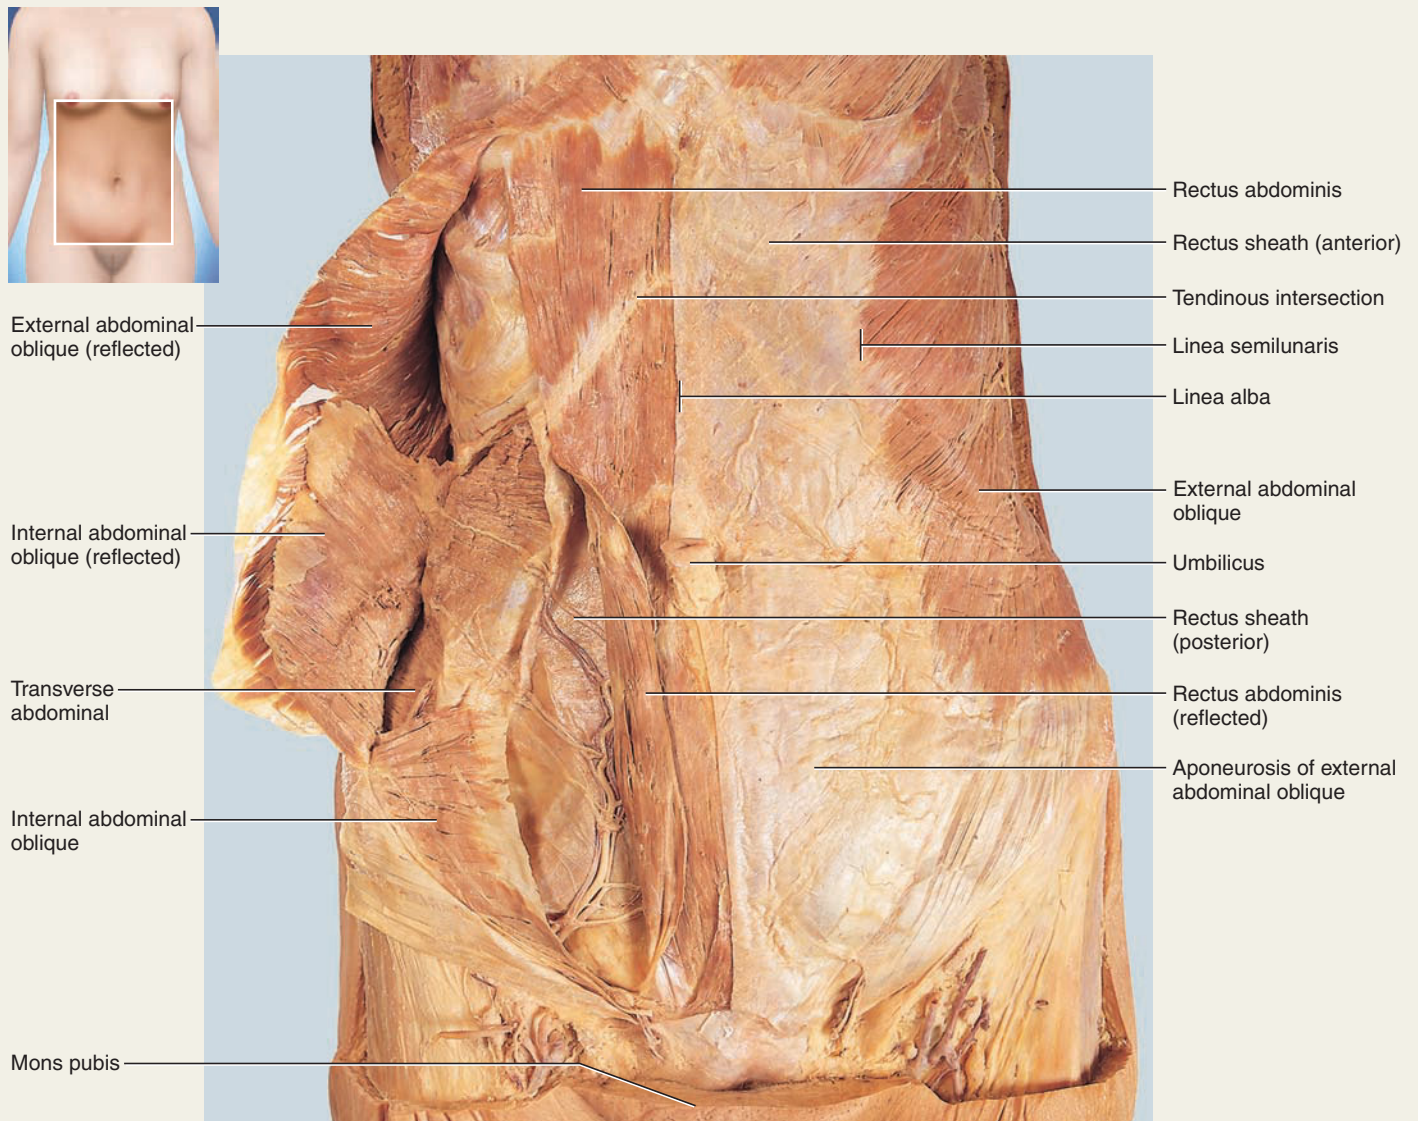 External abdominal
oblique (reflected)
Internal abdominal
oblique (reflected)
Transverse
abdominal
Internal abdominal
oblique
Mons pubis
Rectus abdominis
Rectus sheath (anterior)
Tendinous intersection
Linea semilunaris
Linea alba
External abdominal
oblique
Umbilicus
Rectus sheath
(posterior)
Rectus abdominis
(reflected)
Aponeurosis of external
abdominal oblique